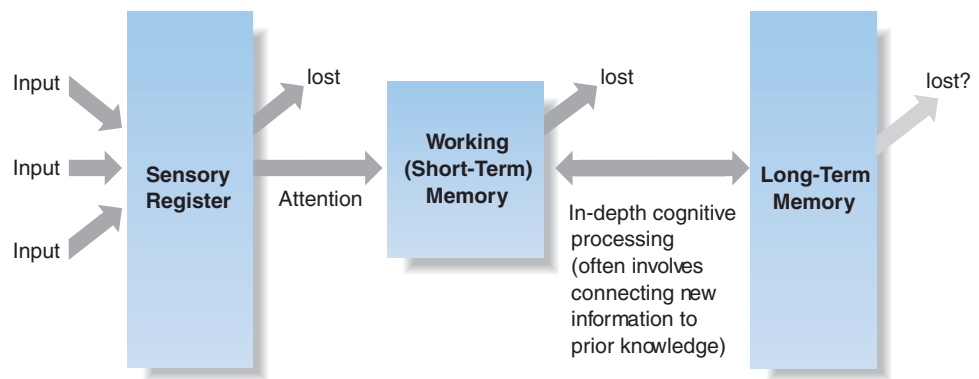 Input
Input
Input
Sensory
Register
lost
Attention
Working
(Short-Term)
Memory
lost
In-depth cognitive
processing
(often involves
connecting new
information to
prior knowledge)
Long-Term
Memory
lost?